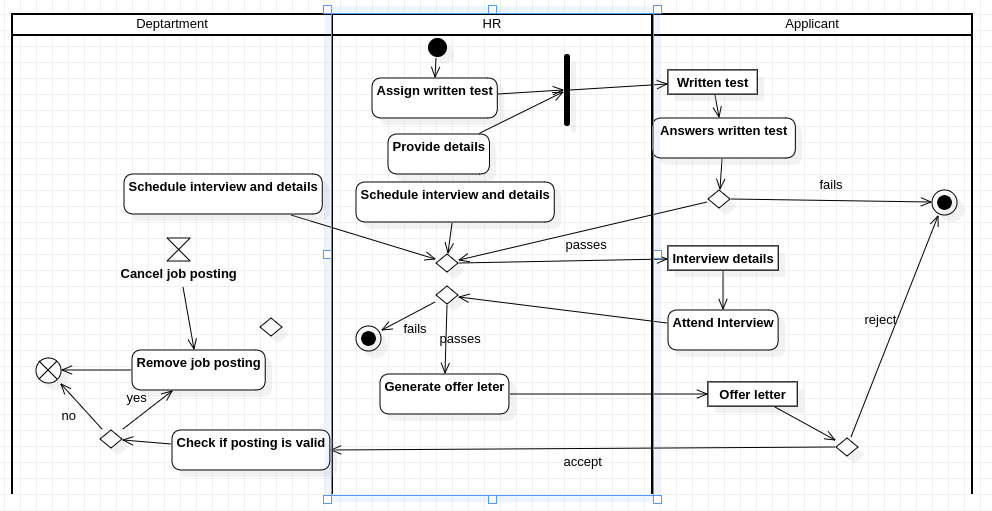 Deptartment
HR
Applicant
Assign written test
Written test
Provide details
Answers written test
Schedule interview and details
Schedule interview and details
fails
passes
Cancel job posting
Interview details
fails
passes
Attend Interview
reject
Remove job posting
yes
no
Generate offer leter
Offer letter
Check if posting is valid
accept